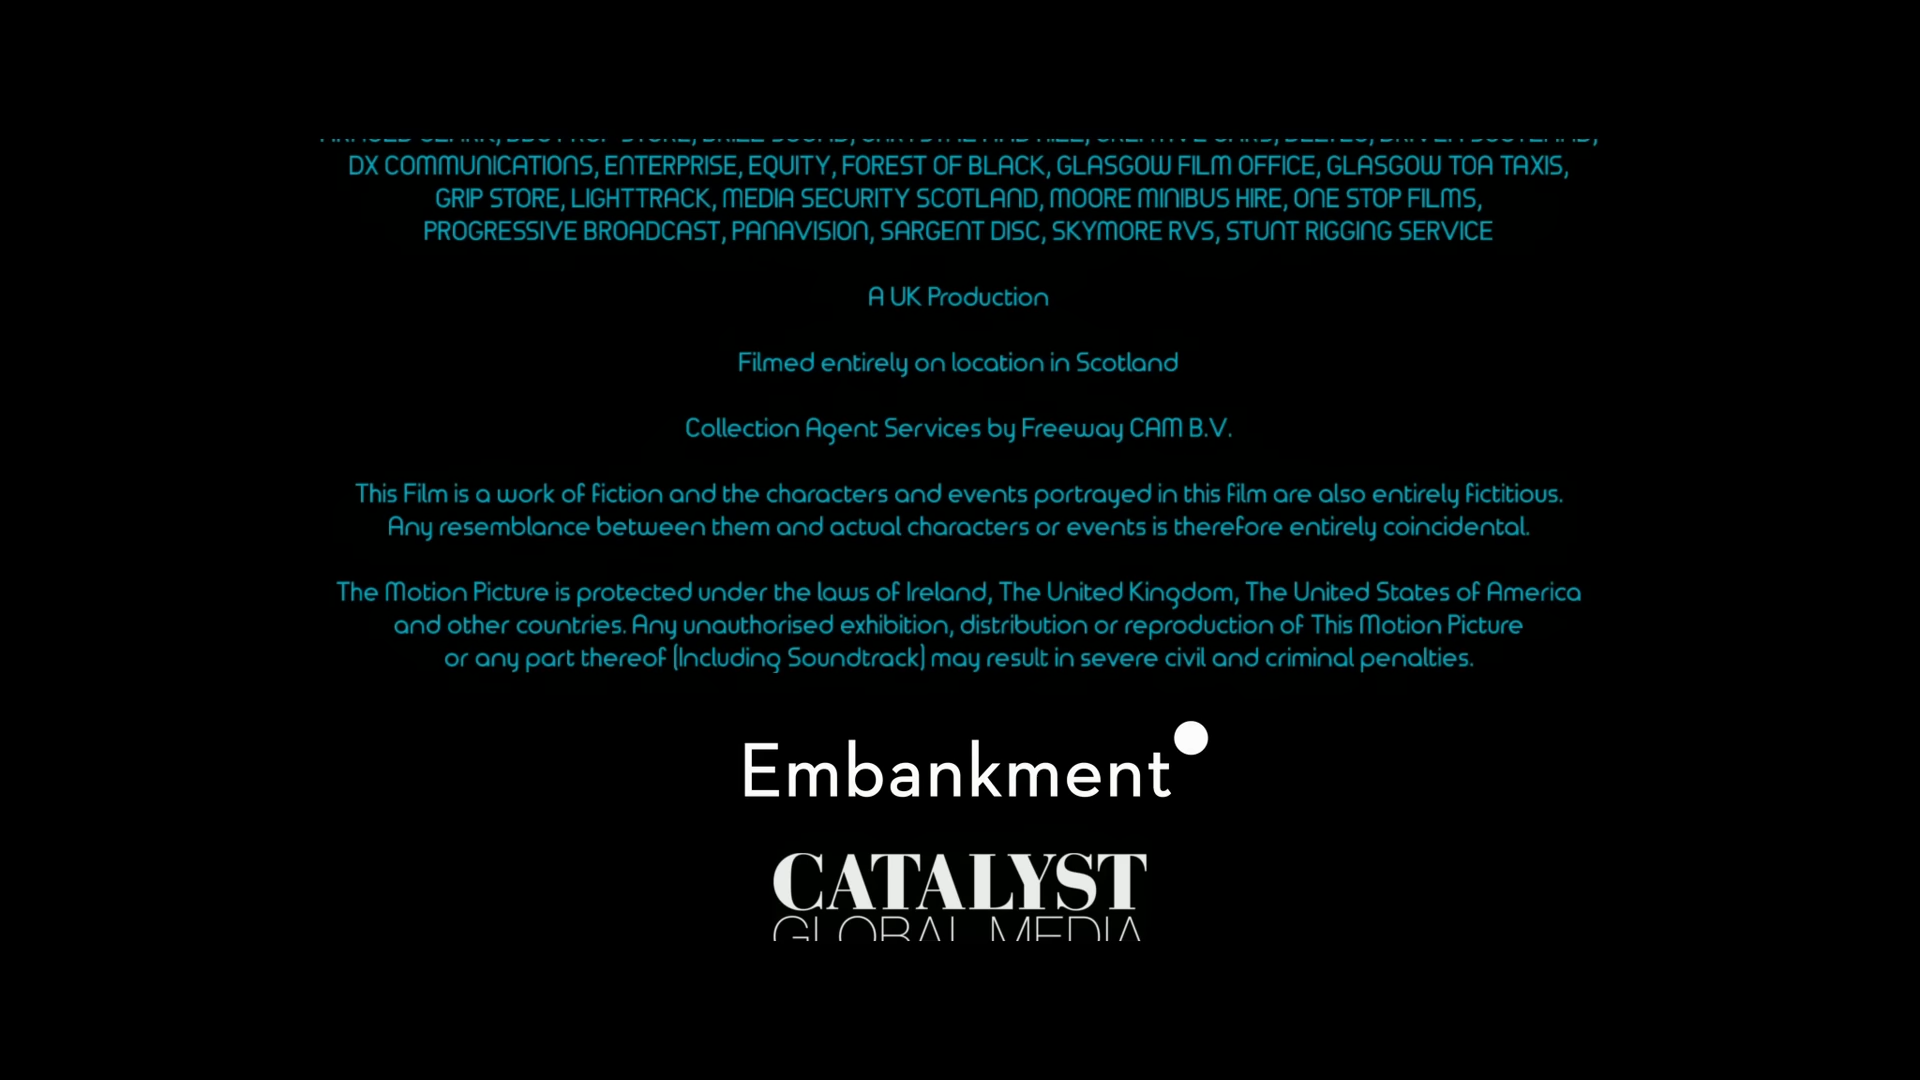 DX COMMUNICATIONS, ENTERPRISE, EQUITY, FOREST OF BLACK, GLASGOW FILM OFFICE, GLASGOW TOA TAXIS,
GRIP STORE, LIGHTTRACK, MEDIA SECURITY SCOTLAND, MOORE MINIBUS HIRE, ONE STOP FILMS,
PROGRESSIVE BROADCAST, PANAVISION, SARGENT DISC, SKYMORE RVS, STUNT RIGGING SERVICE
A UK Production
Filmed entirely on location in Scotland
Collection Agent Services by Freeway CAM B.V.
This Film is a work of fiction and the characters and events portrayed in this film are also entirely fictitious.
Any resemblance between them and actual characters or events is therefore entirely coincidental.
The Motion Picture is protected under the laws of Ireland, The United Kingdom, The United States of America
and other countries. Any unauthorised exhibition, distribution or reproduction of This Motion Picture
or any part thereof (Including Soundtrack) may result in severe civil and criminal penalties.
Embankment
CATALYST
GLOBAL MEDIA